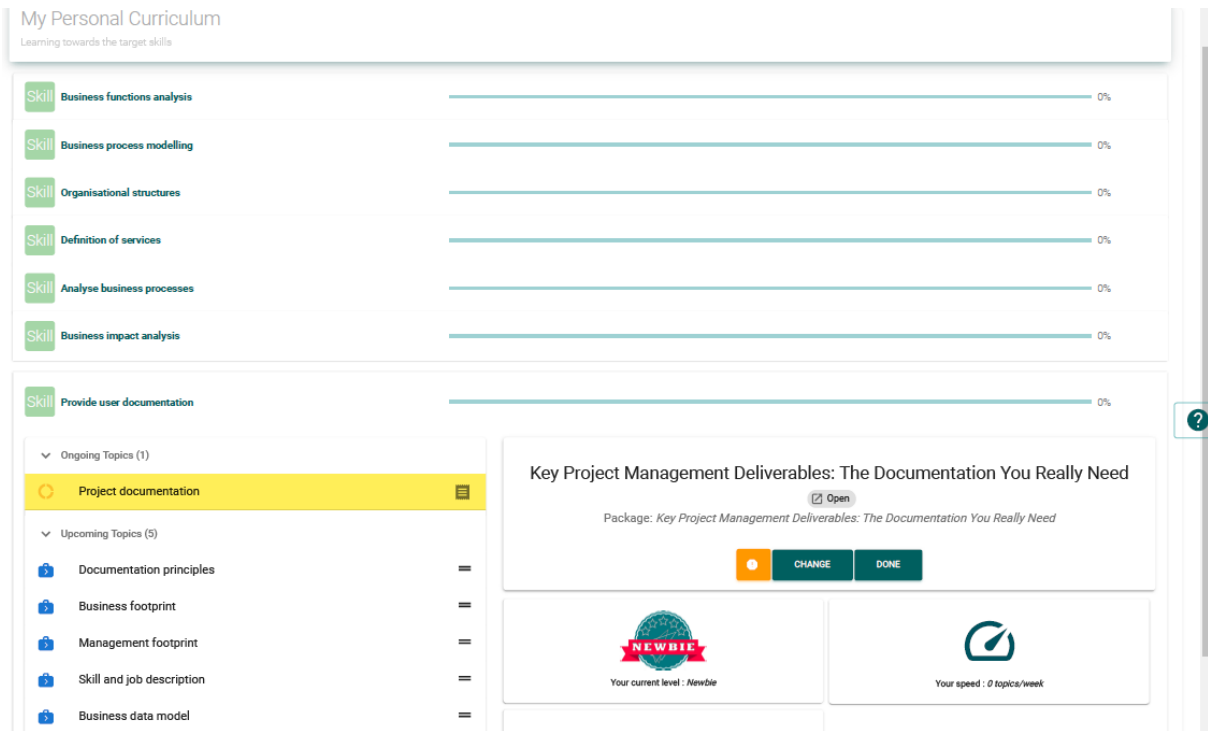 My Personal Curriculum
Learning towards the target skills
Skill Business functions analysis 0%
Skill Business process modelling 0%
Skill Organisational structures 0%
Skill Definition of services 0%
Skill Analyse business processes 0%
Skill Business impact analysis 0%
Skill Provide user documentation 0%
Ongoing Topics (1)
Project documentation
Upcoming Topics (5)
Documentation principles
Business footprint
Management footprint
Skill and job description
Business data model
Key Project Management Deliverables: The Documentation You Really Need
Open
Package: Key Project Management Deliverables: The Documentation You Really Need
CHANGE DONE
NEWBIE
Your current level : Newbie
Your speed : 0 topics/week